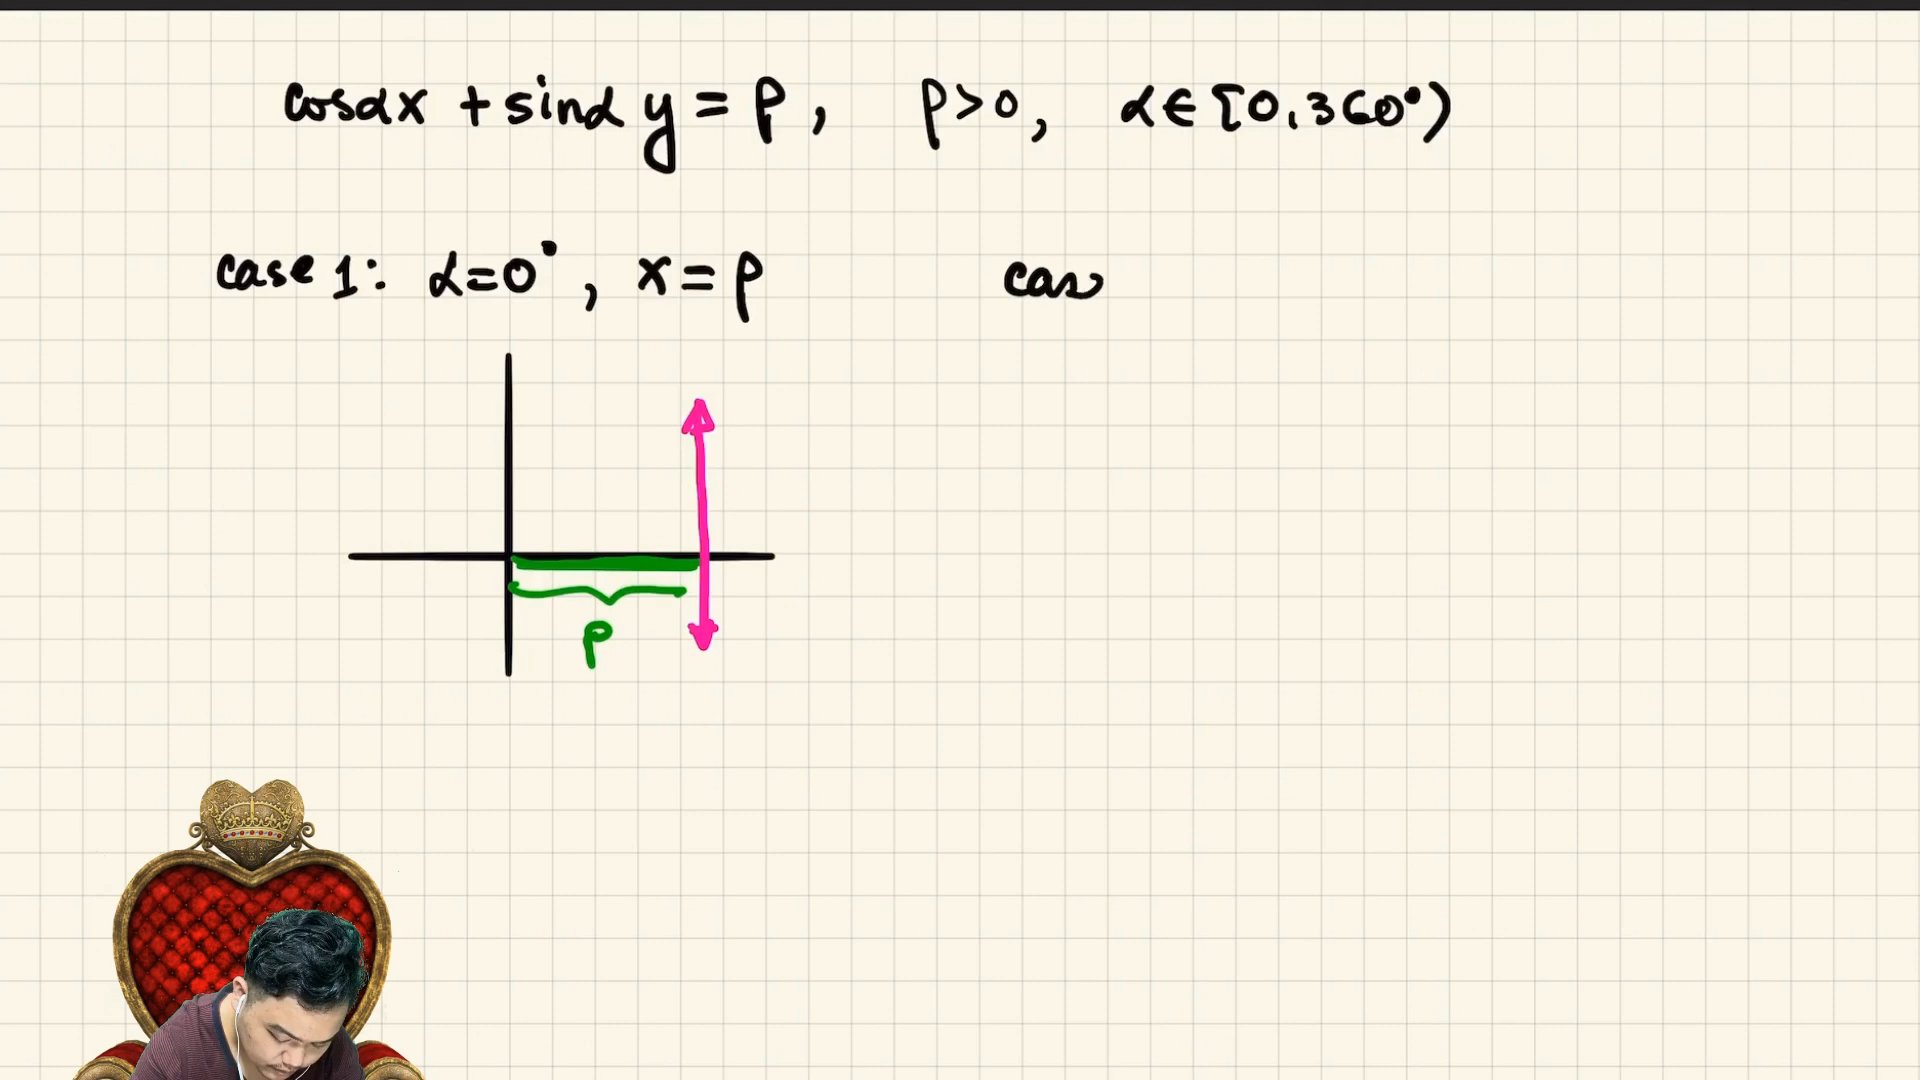 cosαx + sinα y = p, p>0, α∈[0,360°)
case 1: α=0°, x=p
cas
p